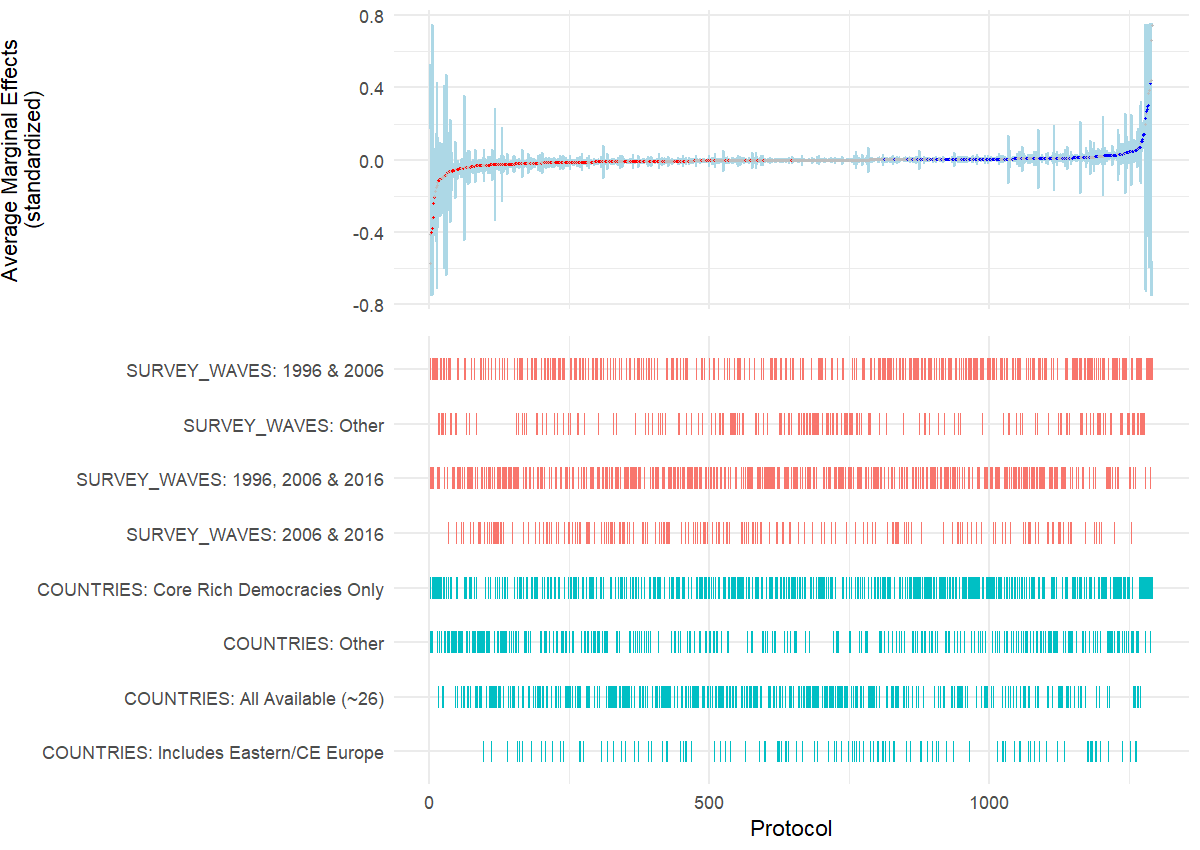 Average Marginal Effects
(standardized)
0.8
0.4
0.0
-0.4
-0.8
SURVEY_WAVES: 1996 & 2006
SURVEY_WAVES: Other
SURVEY_WAVES: 1996, 2006 & 2016
SURVEY_WAVES: 2006 & 2016
COUNTRIES: Core Rich Democracies Only
COUNTRIES: Other
COUNTRIES: All Available (~26)
COUNTRIES: Includes Eastern/CE Europe
0 500 1000
Protocol